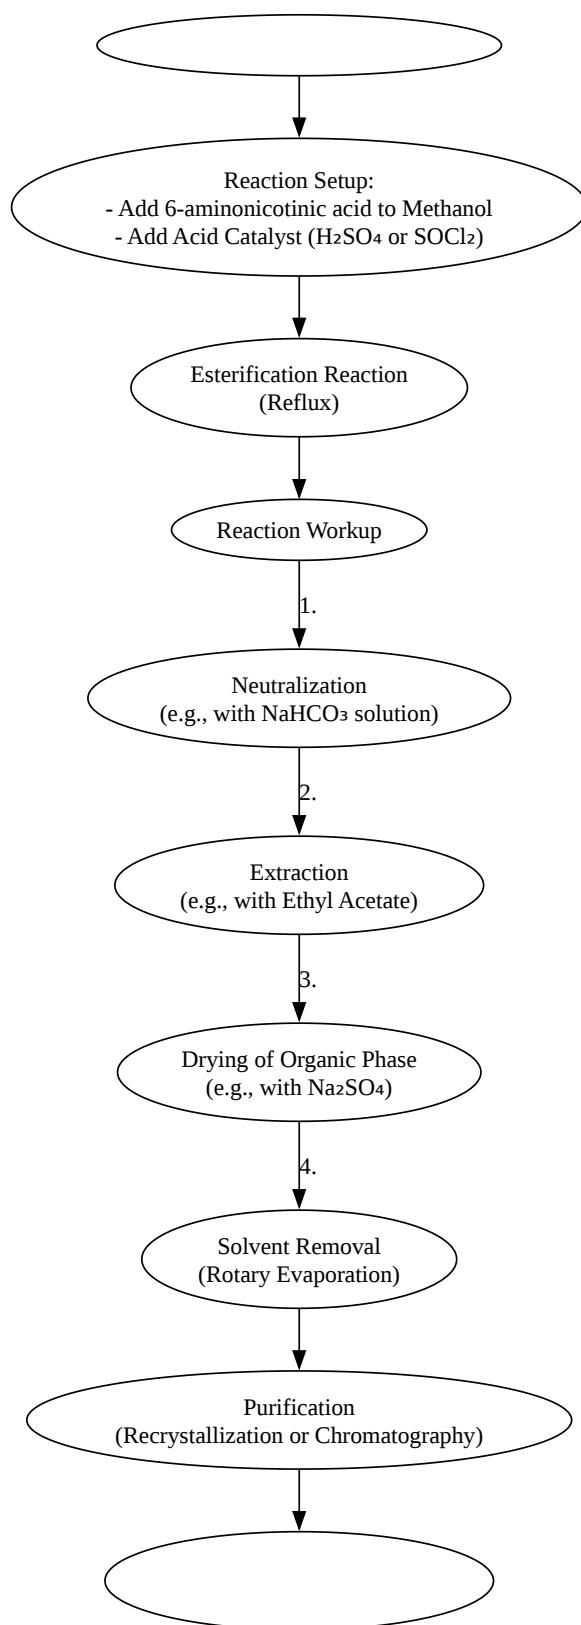 Reaction Setup:
- Add 6-aminonicotinic acid to Methanol
- Add Acid Catalyst (H₂SO₄ or SOCl₂)
Esterification Reaction
(Reflux)
Reaction Workup
1.
Neutralization
(e.g., with NaHCO₃ solution)
2.
Extraction
(e.g., with Ethyl Acetate)
3.
Drying of Organic Phase
(e.g., with Na₂SO₄)
4.
Solvent Removal
(Rotary Evaporation)
Purification
(Recrystallization or Chromatography)